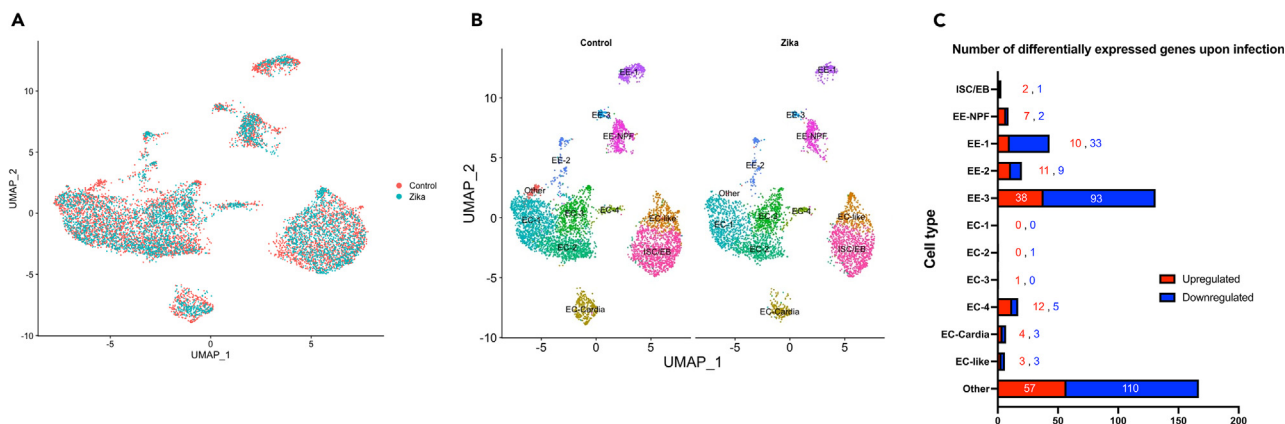 A
10
5
0
-5
-10
UMAP_2
-5
0
5
UMAP_1
Control
Zika
B
Control
Zika
10
5
0
-5
-10
UMAP_2
EE-1
EE-3
EE-NPF
EE-2
Other
EC-1
EC-3
EC-2
EC-4
EC-like
ISC/EB
EC-Cardia
EE-1
EE-3
EE-NPF
EE-2
Other
EC-1
EC-3
EC-2
EC-4
EC-like
ISC/EB
EC-Cardia
-5
0
5
-5
0
5
UMAP_1
C
Number of differentially expressed genes upon infection
Cell type
ISC/EB 2 , 1
EE-NPF 7 , 2
EE-1 10 , 33
EE-2 11 , 9
EE-3 38 93
EC-1 0 , 0
EC-2 0 , 1
EC-3 1 , 0
EC-4 12 , 5
EC-Cardia 4 , 3
EC-like 3 , 3
Other 57 110
Upregulated
Downregulated
0 50 100 150 200